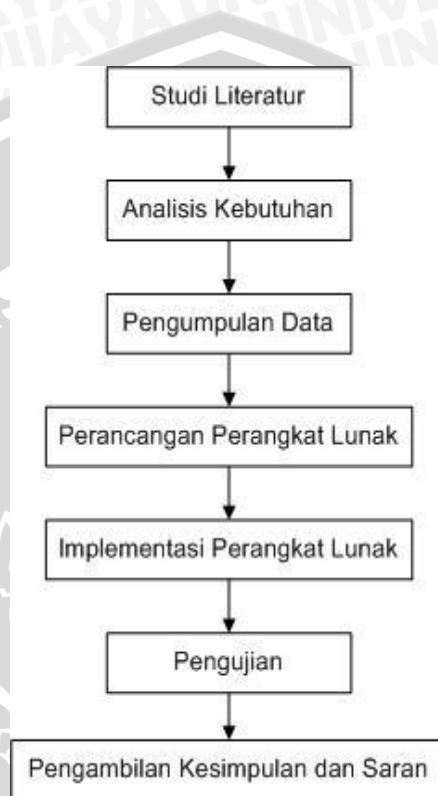 Studi Literatur
Analisis Kebutuhan
Pengumpulan Data
Perancangan Perangkat Lunak
Implementasi Perangkat Lunak
Pengujian
Pengambilan Kesimpulan dan Saran